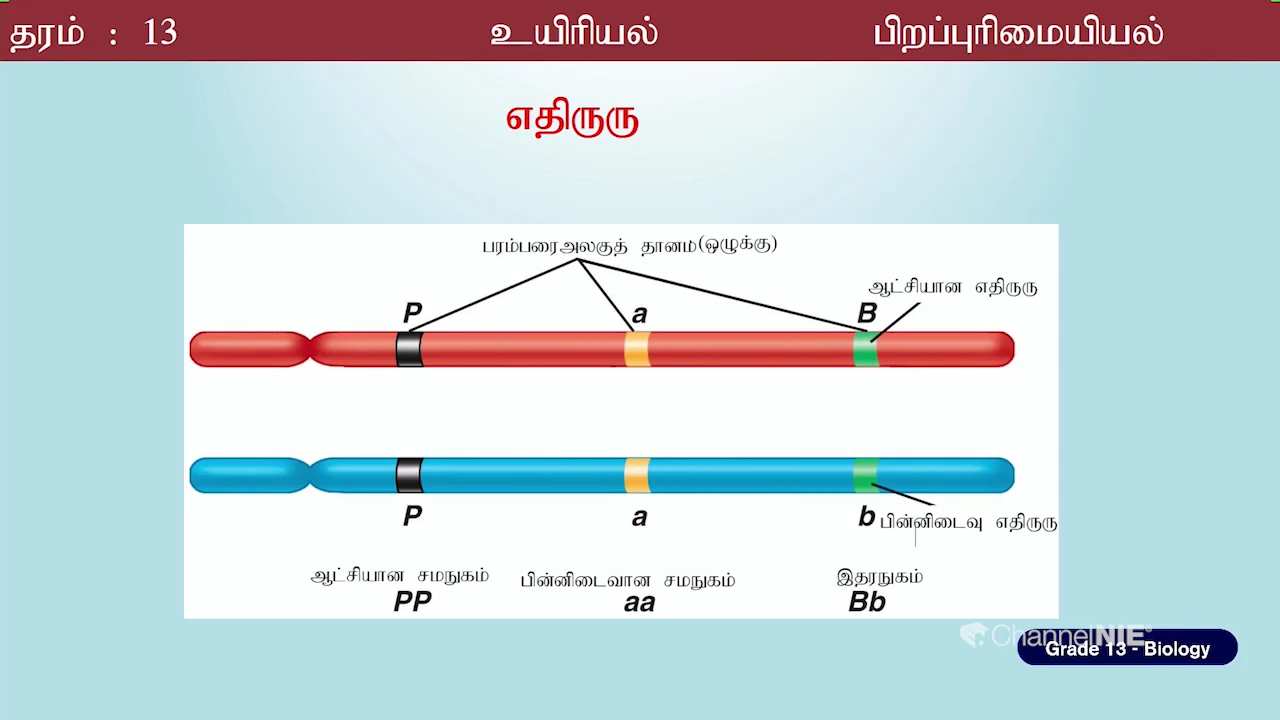 தரம் : 13 உயிரியல் பிறப்புரிமையியல்
எதிருரு
பரம்பரைஅலகுத் தானம்(ஒழுக்கு)
ஆட்சியான எதிருரு
P a B
P a b பின்னிடைவு எதிருரு
ஆட்சியான சமநுகம் பின்னிடைவான சமநுகம் இதரநுகம்
PP aa Bb
ChannelNIE
Grade 13 - Biology